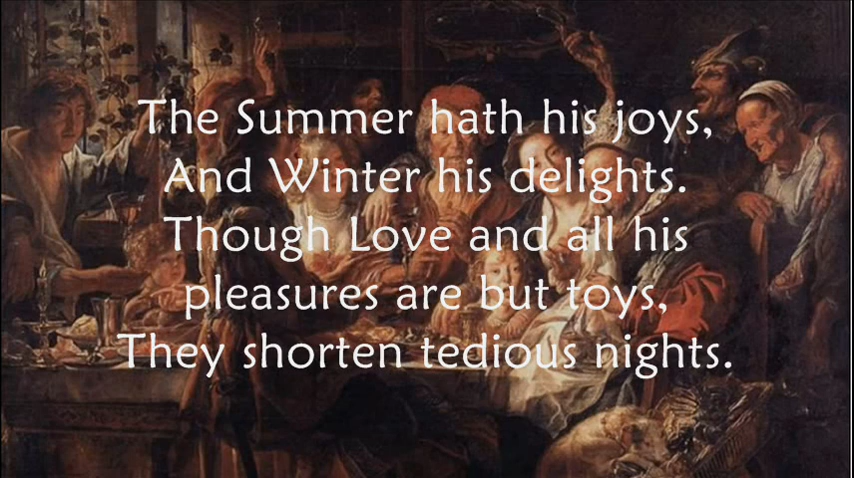 The Summer hath his joys,
And Winter his delights.
Though Love and all his
pleasures are but toys,
They shorten tedious nights.